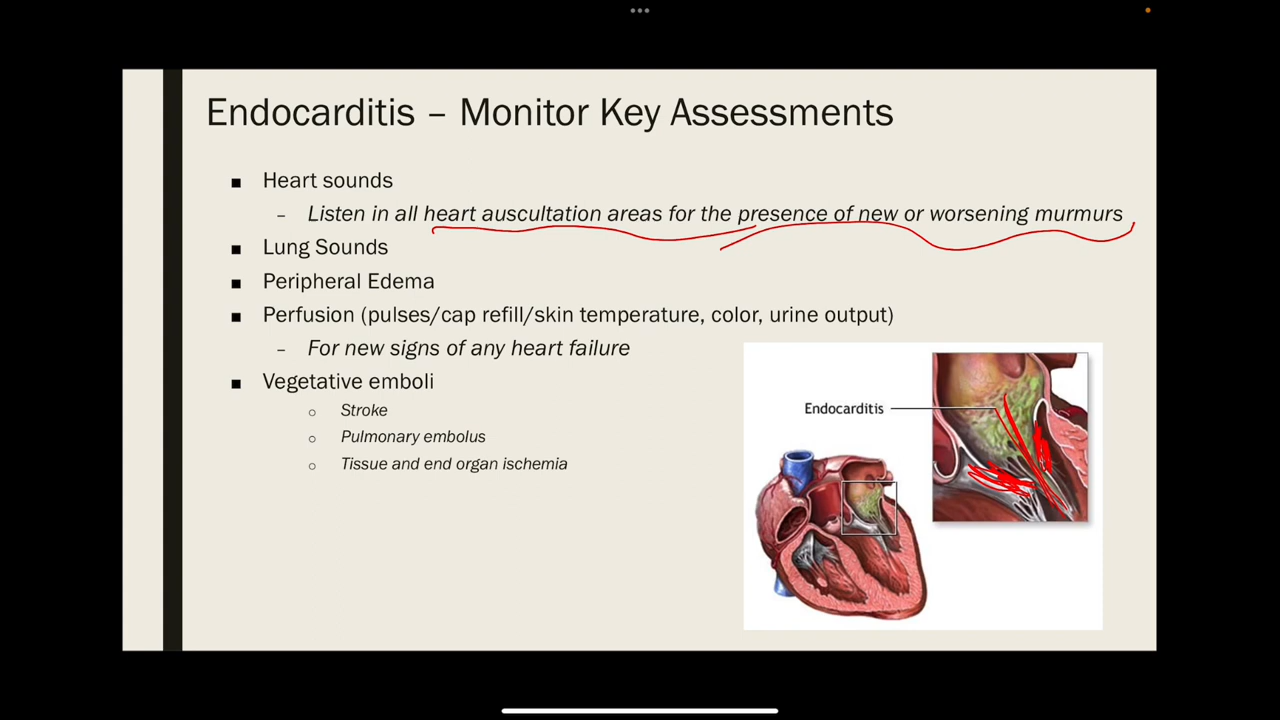 Endocarditis – Monitor Key Assessments
■ Heart sounds
– Listen in all heart auscultation areas for the presence of new or worsening murmurs
■ Lung Sounds
■ Peripheral Edema
■ Perfusion (pulses/cap refill/skin temperature, color, urine output)
– For new signs of any heart failure
■ Vegetative emboli
○ Stroke
○ Pulmonary embolus
○ Tissue and end organ ischemia
Endocarditis